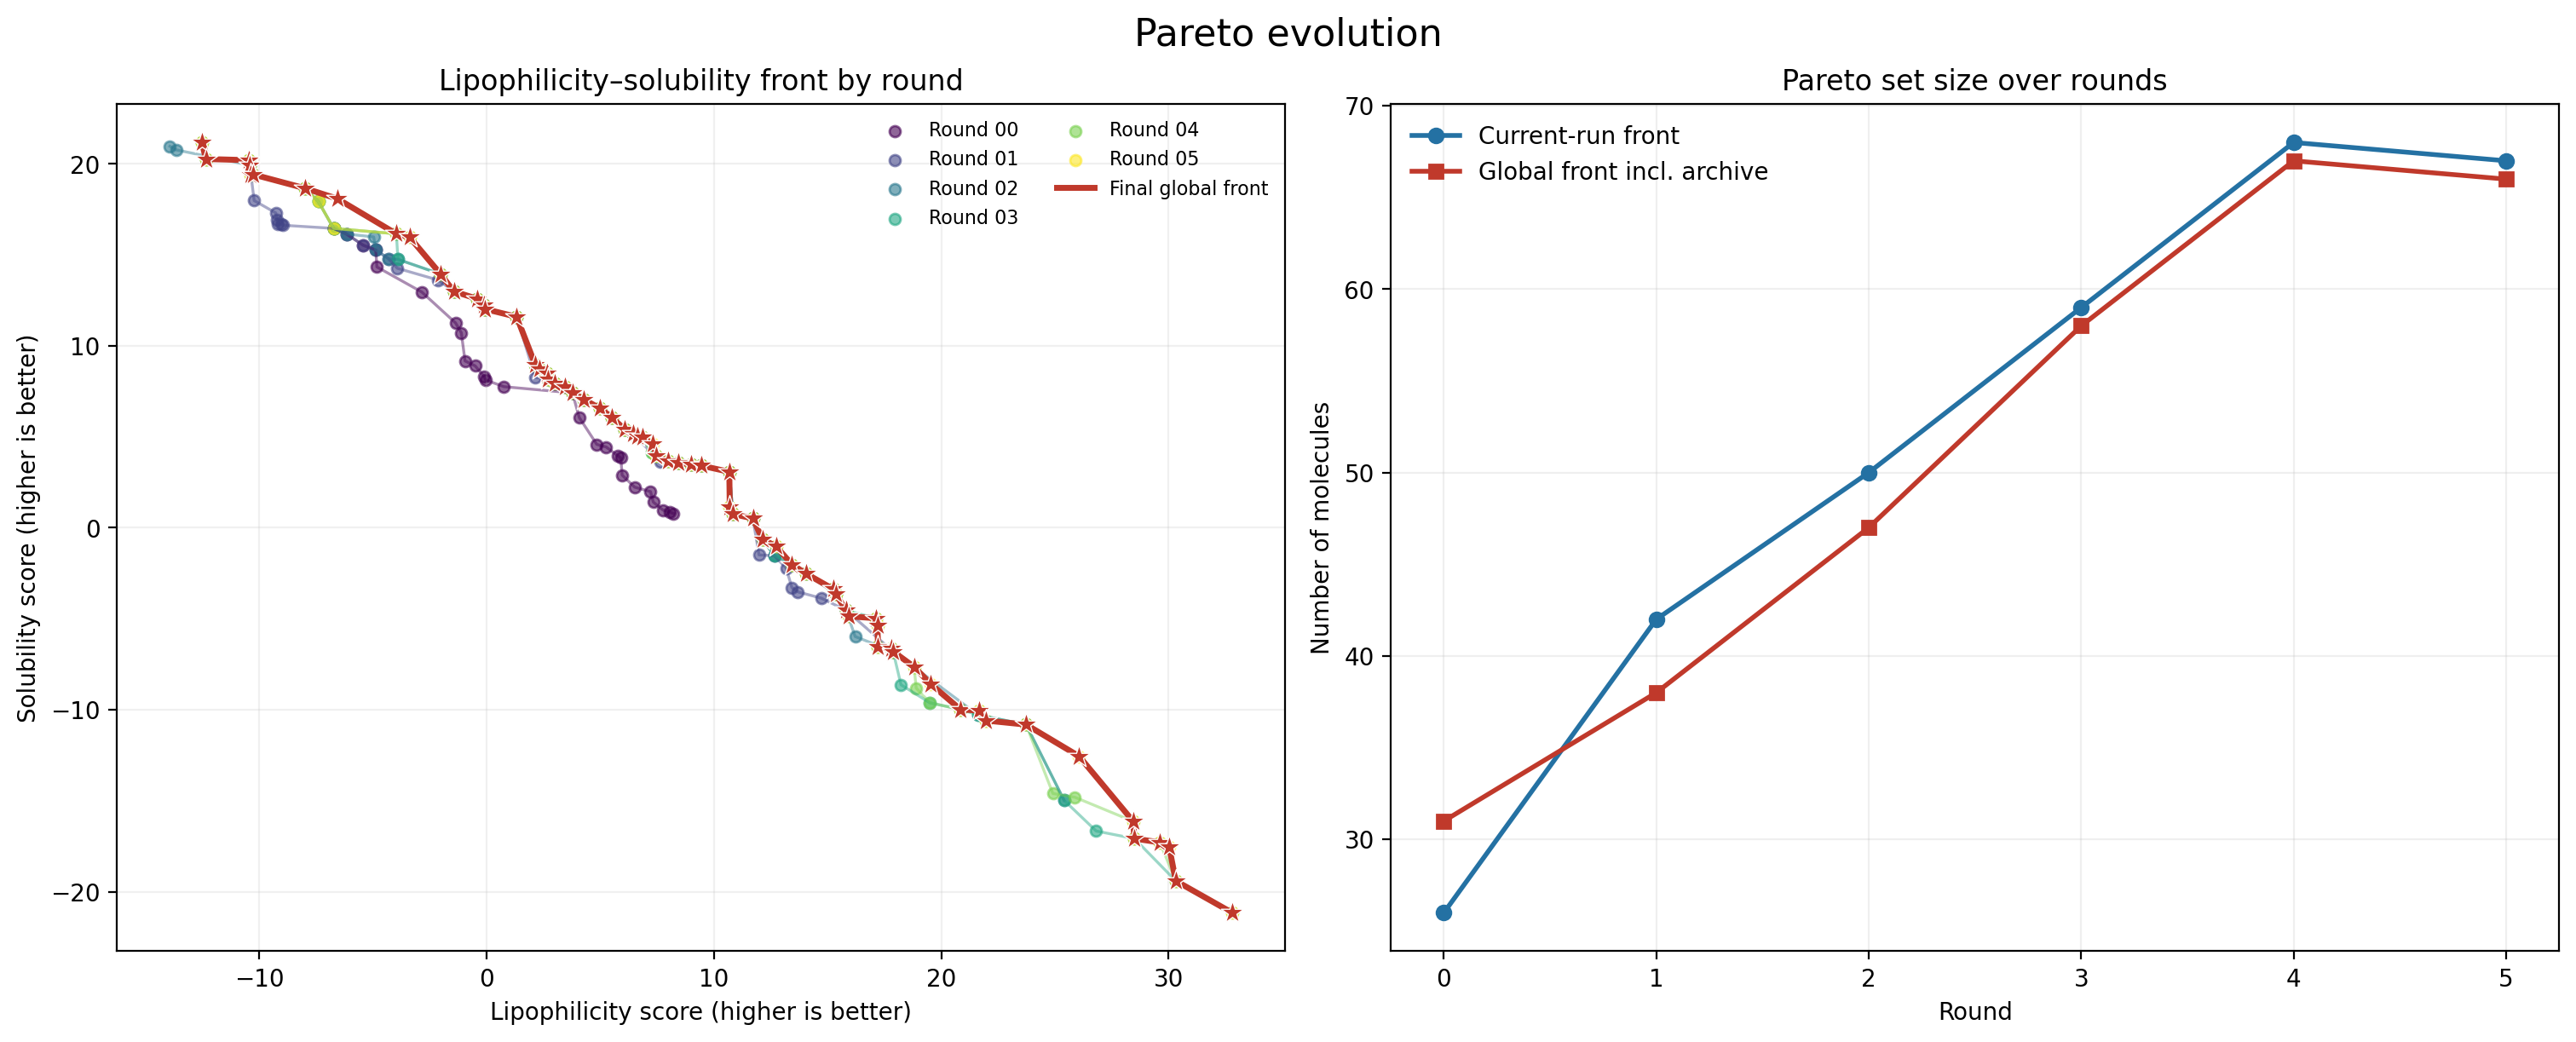 Pareto evolution
Lipophilicity–solubility front by round
Solubility score (higher is better)
20
10
0
−10
−20
−10
0
10
20
30
Lipophilicity score (higher is better)
Round 00
Round 01
Round 02
Round 03
Round 04
Round 05
Final global front
Pareto set size over rounds
Number of molecules
70
60
50
40
30
0
1
2
3
4
5
Round
Current-run front
Global front incl. archive